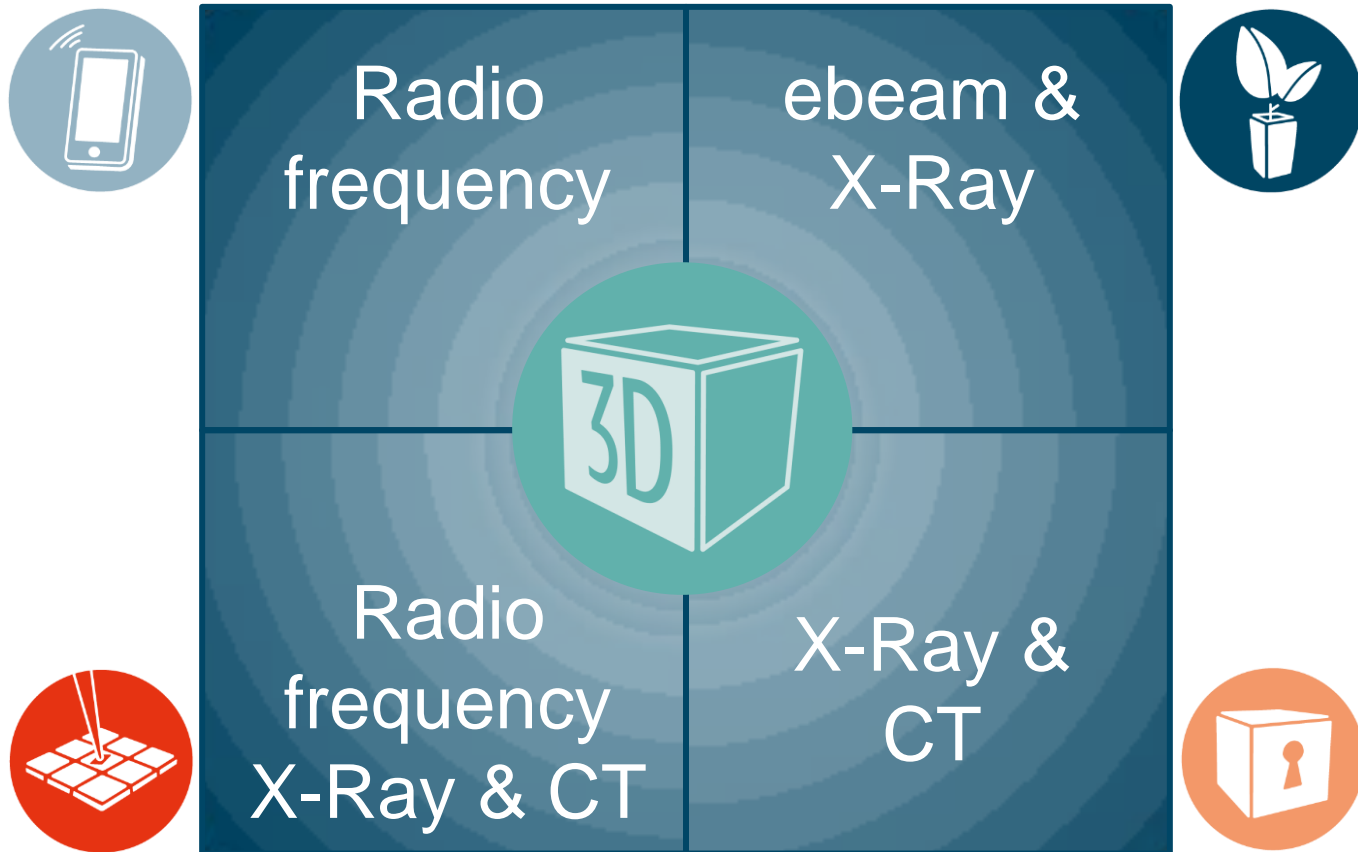 Radio
frequency
ebeam &
X-Ray
3D
Radio
frequency
X-Ray & CT
X-Ray &
CT